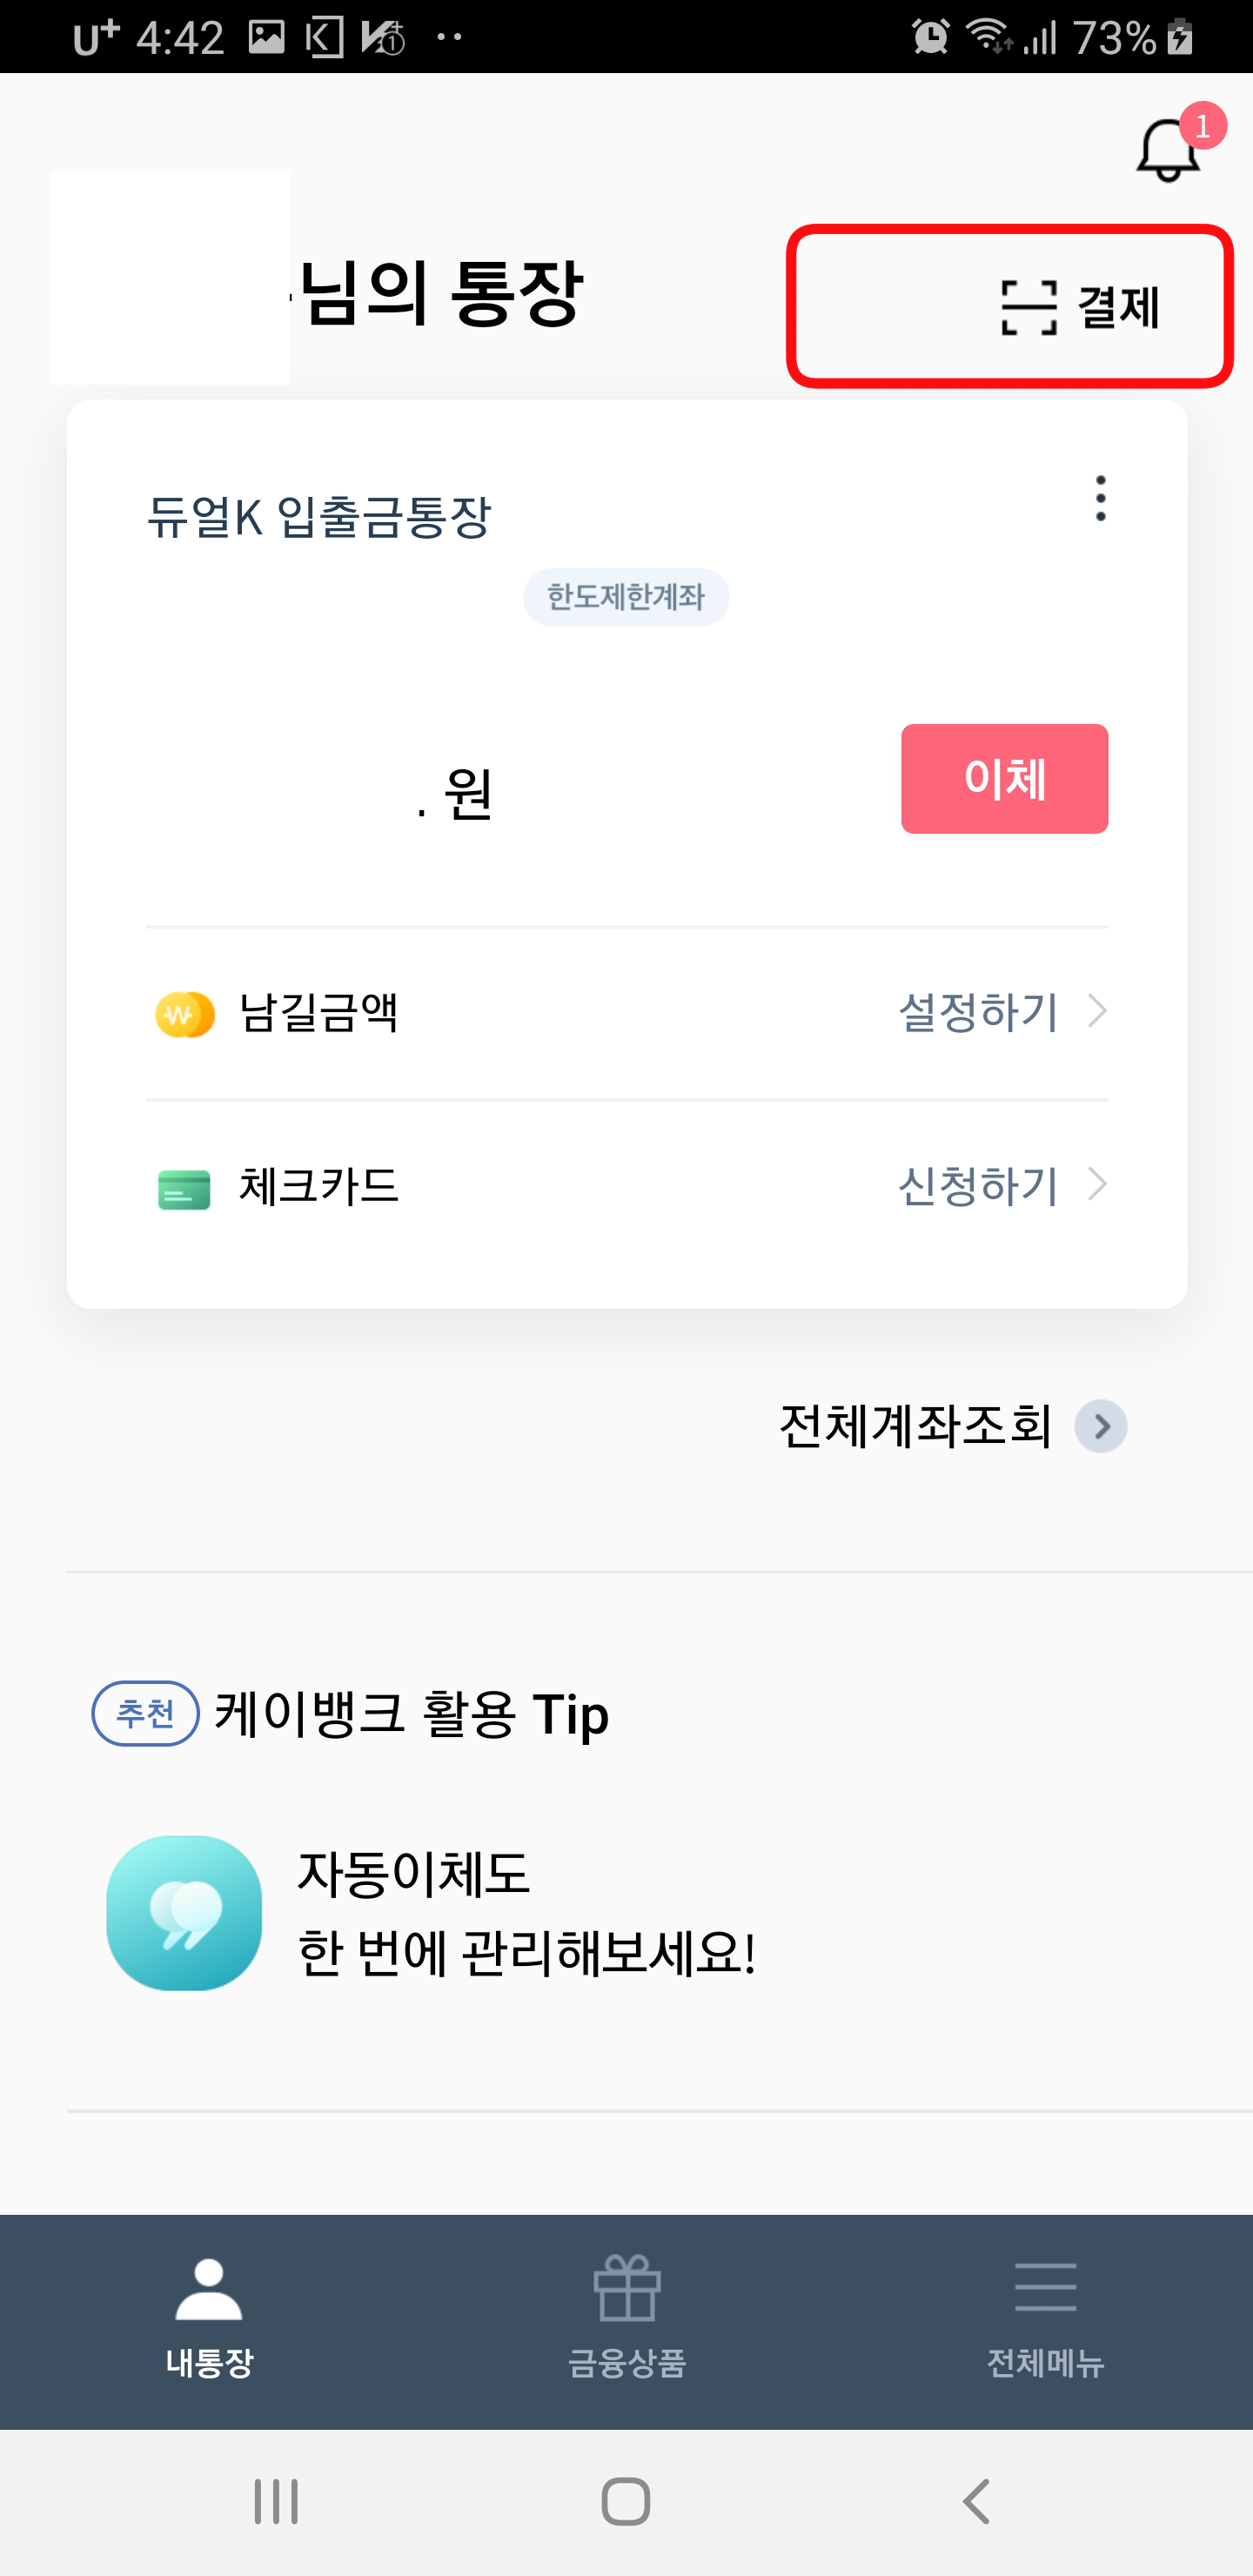 U+ 4:42 73%
1
님의 통장
결제
듀얼K 입출금통장
한도제한계좌
. 원
이체
남길금액 설정하기
체크카드 신청하기
전체계좌조회
추천 케이뱅크 활용 Tip
자동이체도
한 번에 관리해보세요!
내통장 금융상품 전체메뉴